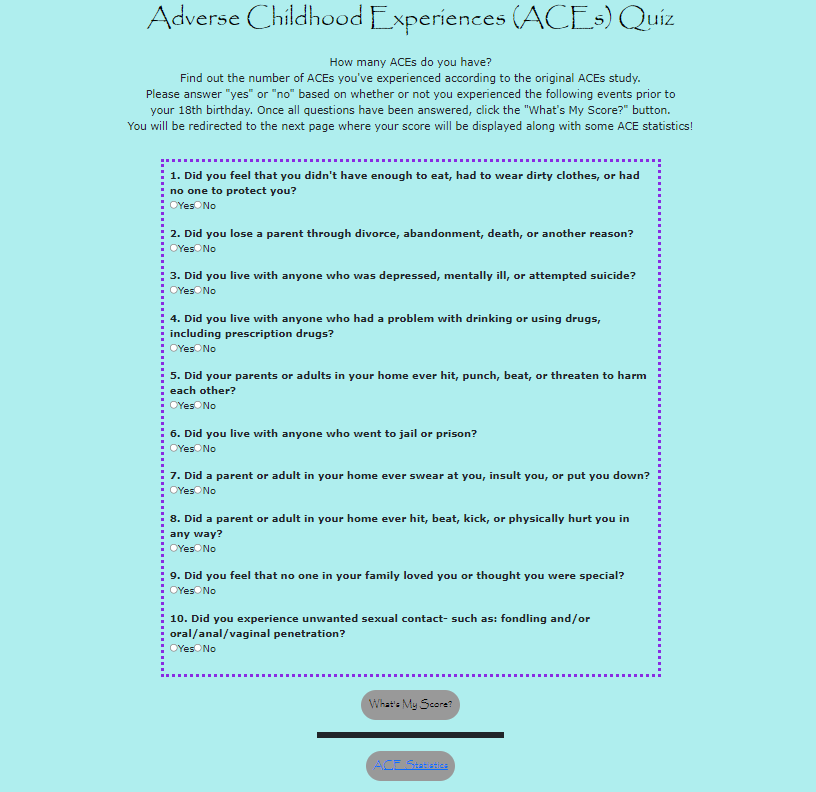 Adverse Childhood Experiences (ACEs) Quiz
How many ACEs do you have?
Find out the number of ACEs you've experienced according to the original ACEs study.
Please answer "yes" or "no" based on whether or not you experienced the following events prior to
your 18th birthday. Once all questions have been answered, click the "What's My Score?" button.
You will be redirected to the next page where your score will be displayed along with some ACE statistics!
1. Did you feel that you didn't have enough to eat, had to wear dirty clothes, or had
no one to protect you?
Yes No
2. Did you lose a parent through divorce, abandonment, death, or another reason?
Yes No
3. Did you live with anyone who was depressed, mentally ill, or attempted suicide?
Yes No
4. Did you live with anyone who had a problem with drinking or using drugs,
including prescription drugs?
Yes No
5. Did your parents or adults in your home ever hit, punch, beat, or threaten to harm
each other?
Yes No
6. Did you live with anyone who went to jail or prison?
Yes No
7. Did a parent or adult in your home ever swear at you, insult you, or put you down?
Yes No
8. Did a parent or adult in your home ever hit, beat, kick, or physically hurt you in
any way?
Yes No
9. Did you feel that no one in your family loved you or thought you were special?
Yes No
10. Did you experience unwanted sexual contact- such as: fondling and/or
oral/anal/vaginal penetration?
Yes No
What's My Score?
ACE Statistics